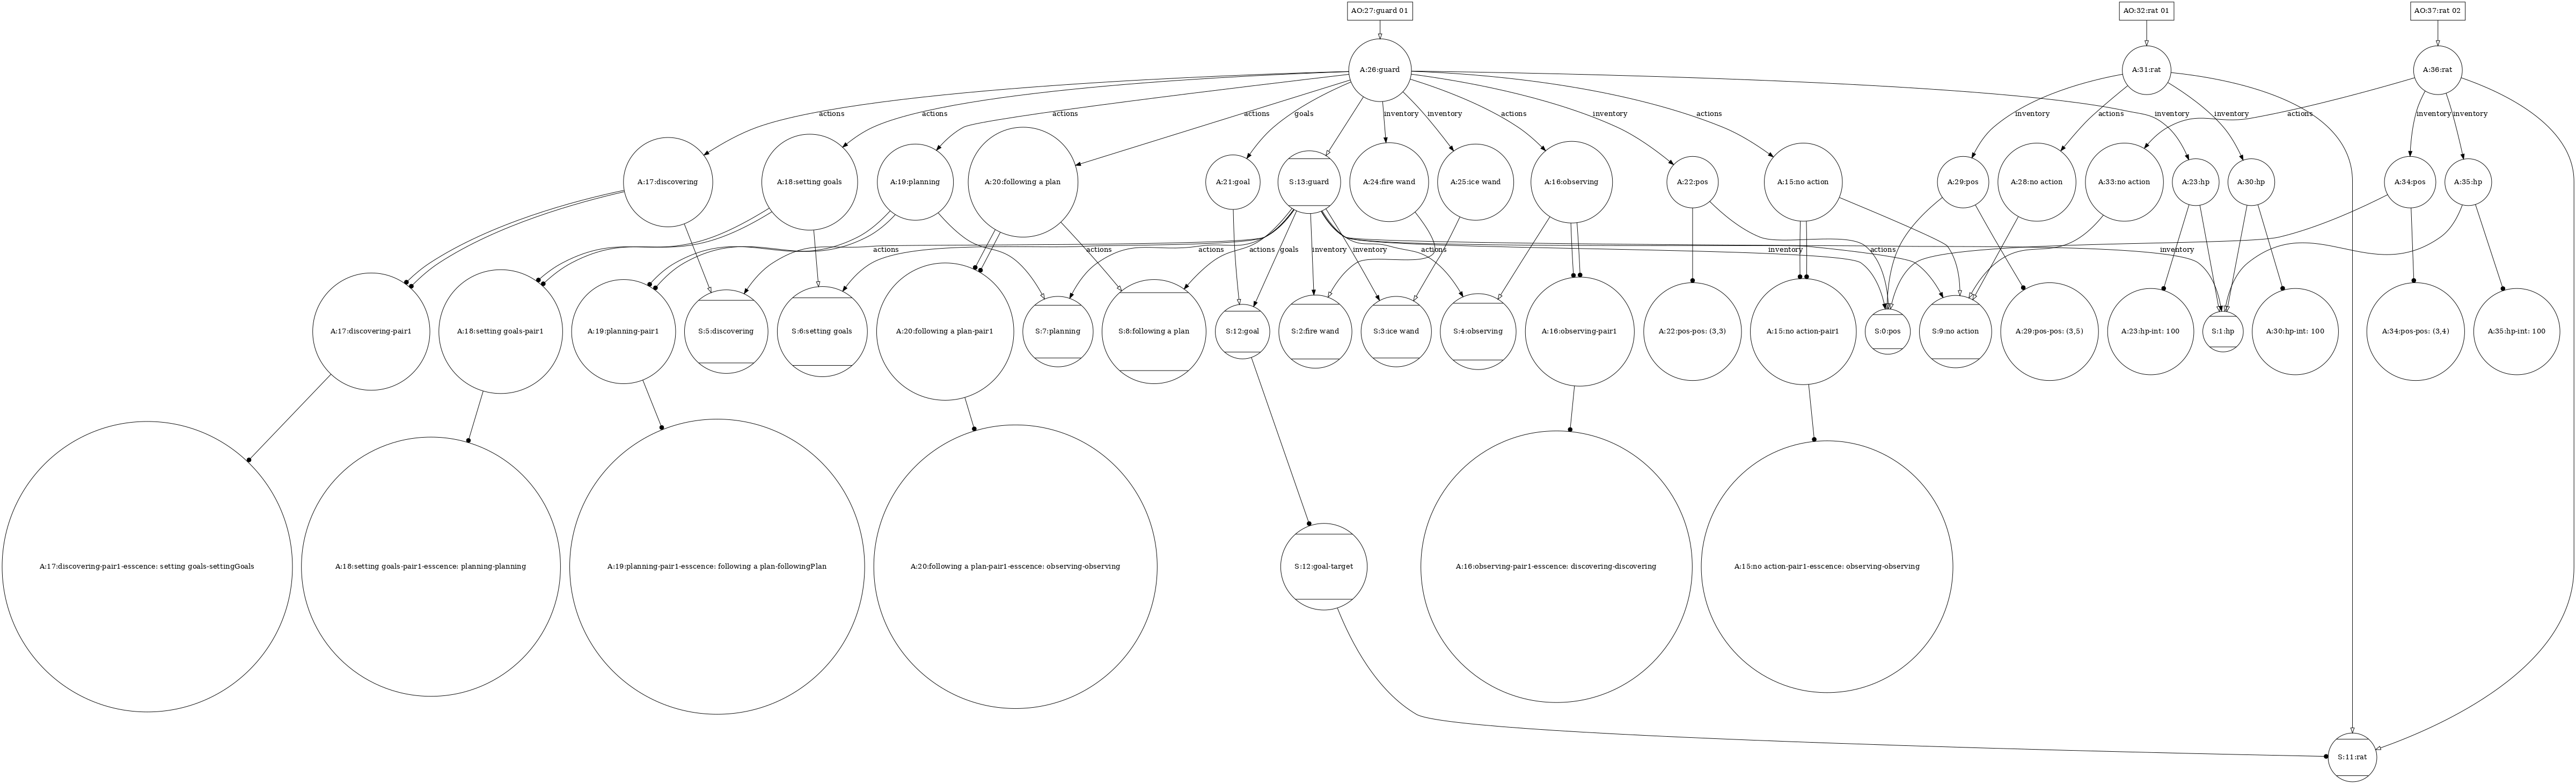 AO:27:guard 01
AO:32:rat 01
AO:37:rat 02
A:26:guard
A:31:rat
A:36:rat
actions
actions
actions
actions
goals
inventory
inventory
actions
inventory
actions
inventory
inventory
actions
inventory
actions
inventory
inventory
A:17:discovering
A:18:setting goals
A:19:planning
A:20:following a plan
A:21:goal
S:13:guard
A:24:fire wand
A:25:ice wand
A:16:observing
A:22:pos
A:15:no action
A:29:pos
A:28:no action
A:33:no action
A:23:hp
A:30:hp
A:34:pos
A:35:hp
actions
actions
actions
actions
goals
inventory
inventory
actions
inventory
actions
inventory
A:17:discovering-pair1
A:18:setting goals-pair1
A:19:planning-pair1
S:5:discovering
S:6:setting goals
A:20:following a plan-pair1
S:7:planning
S:8:following a plan
S:12:goal
S:2:fire wand
S:3:ice wand
S:4:observing
A:16:observing-pair1
A:22:pos-pos: (3,3)
A:15:no action-pair1
S:0:pos
S:9:no action
A:29:pos-pos: (3,5)
A:23:hp-int: 100
S:1:hp
A:30:hp-int: 100
A:34:pos-pos: (3,4)
A:35:hp-int: 100
A:17:discovering-pair1-esscence: setting goals-settingGoals
A:18:setting goals-pair1-esscence: planning-planning
A:19:planning-pair1-esscence: following a plan-followingPlan
A:20:following a plan-pair1-esscence: observing-observing
S:12:goal-target
A:16:observing-pair1-esscence: discovering-discovering
A:15:no action-pair1-esscence: observing-observing
S:11:rat